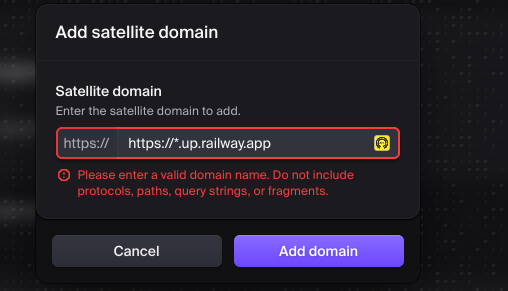 Add satellite domain
Satellite domain
Enter the satellite domain to add.
https:// https://*.up.railway.app
Please enter a valid domain name. Do not include
protocols, paths, query strings, or fragments.
Cancel Add domain